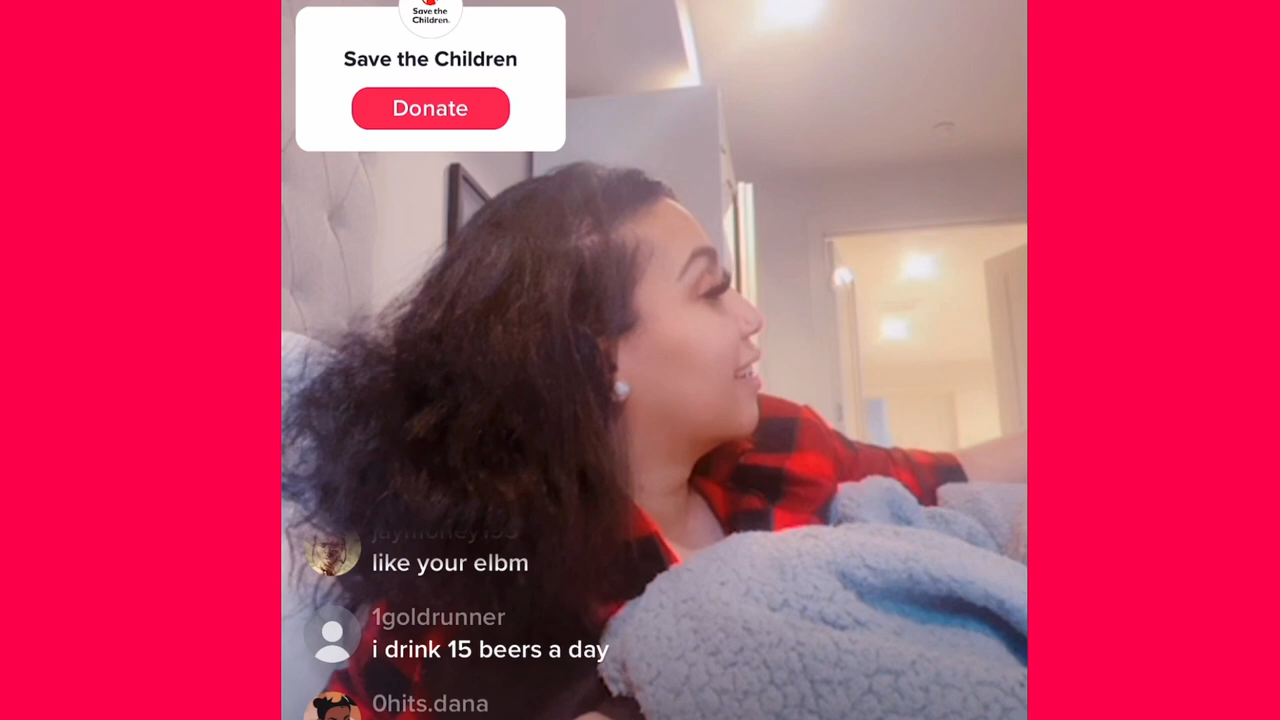 Save the
Children.
Save the Children
Donate
like your elbm
1goldrunner
i drink 15 beers a day
0hits.dana